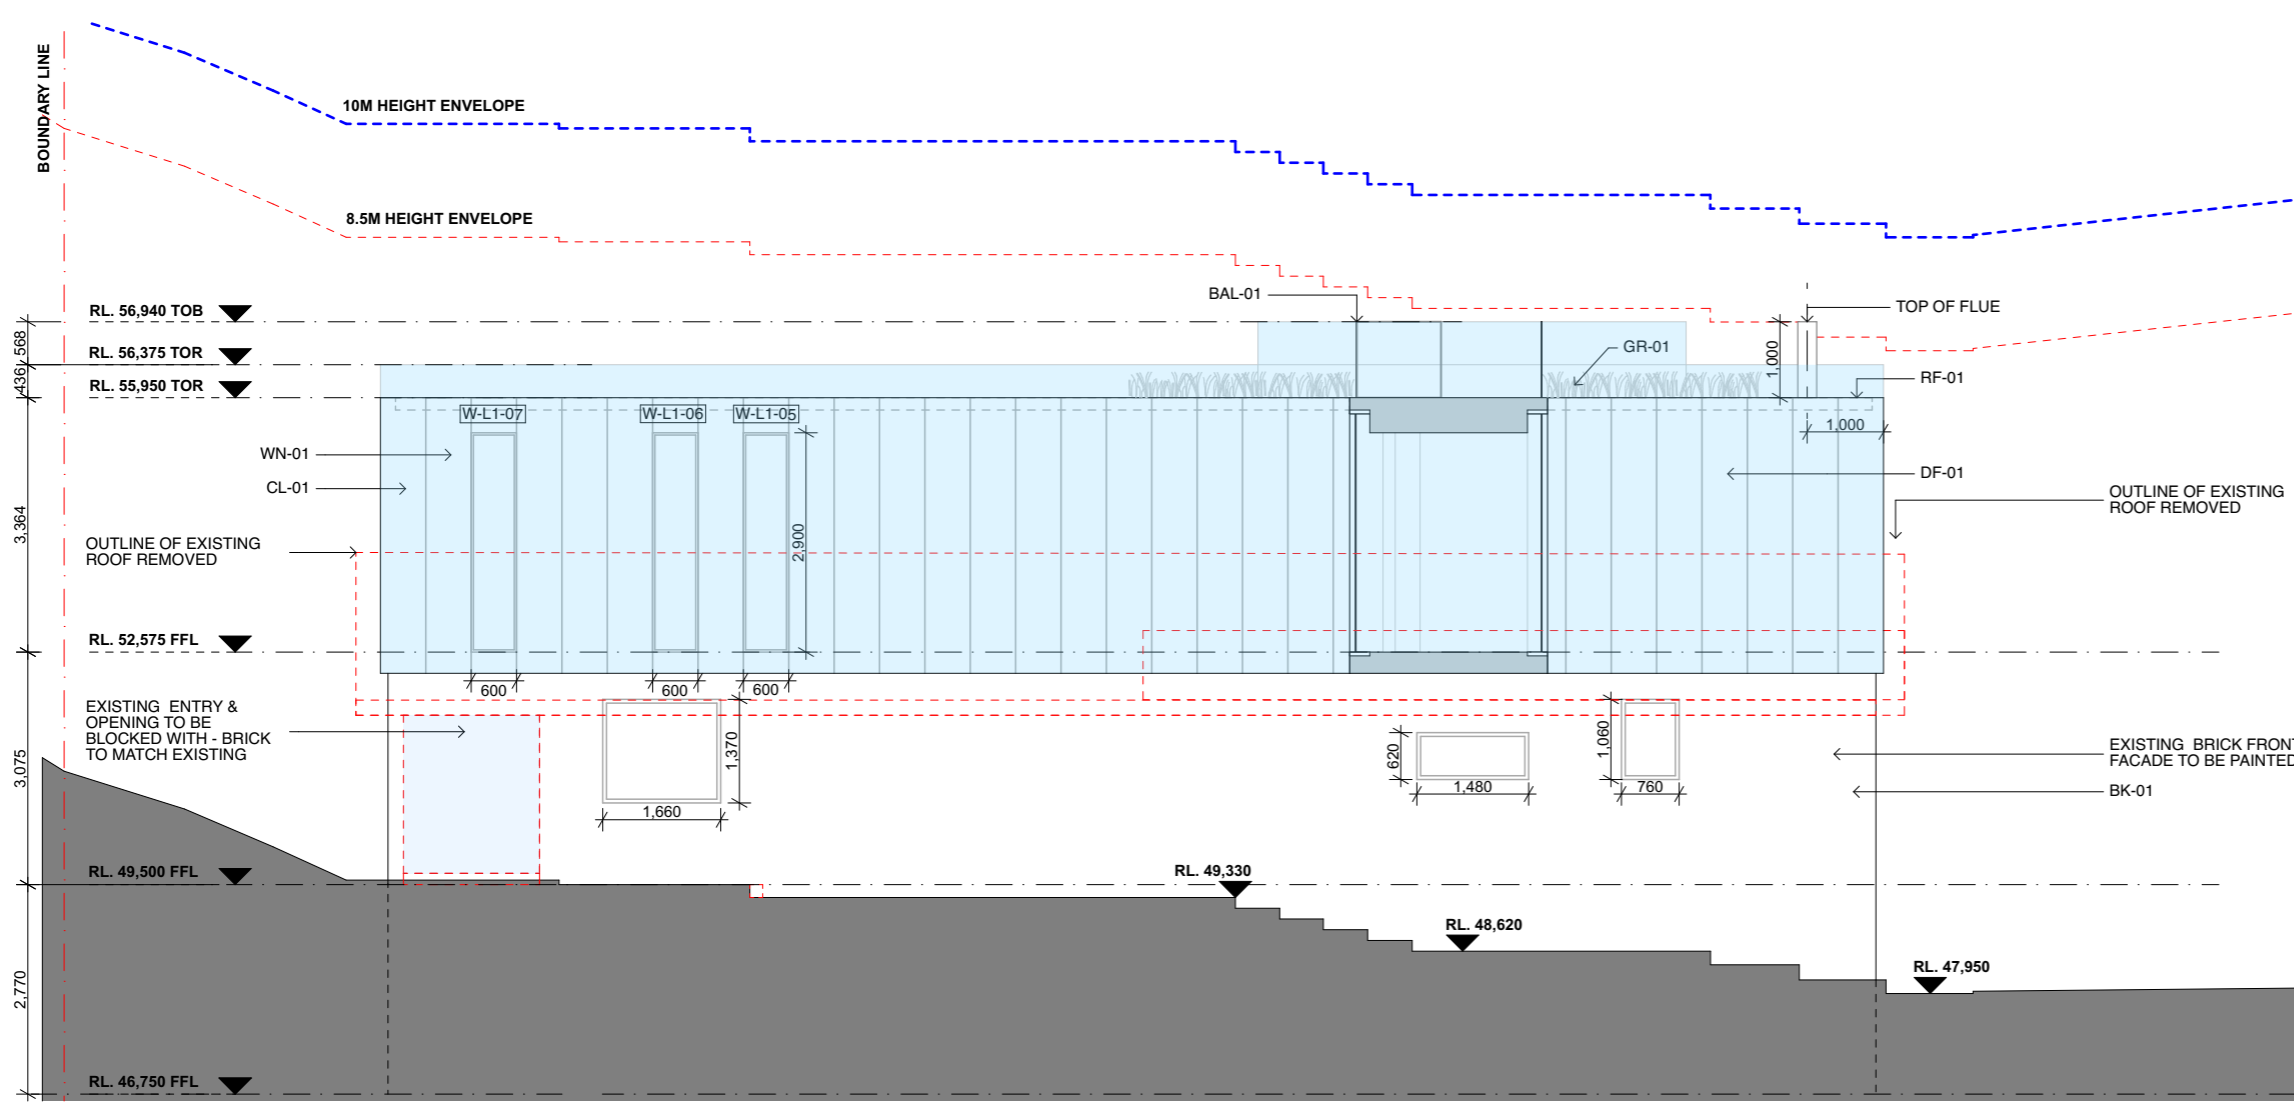 BOUNDARY LINE
10M HEIGHT ENVELOPE
8.5M HEIGHT ENVELOPE
BAL-01
TOP OF FLUE
RL. 56,940 TOB
568
RL. 56,375 TOR
436
RL. 55,950 TOR
GR-01
1,000
RF-01
W-L1-07
W-L1-06
W-L1-05
1,000
WN-01
CL-01
DF-01
OUTLINE OF EXISTING
ROOF REMOVED
3,364
2,900
OUTLINE OF EXISTING
ROOF REMOVED
RL. 52,575 FFL
600
600
600
EXISTING ENTRY &
OPENING TO BE
BLOCKED WITH - BRICK
TO MATCH EXISTING
1,370
1,660
620
1,480
1,060
760
EXISTING BRICK FRONT
FACADE TO BE PAINTED
BK-01
3,075
RL. 49,500 FFL
RL. 49,330
RL. 48,620
RL. 47,950
2,770
RL. 46,750 FFL